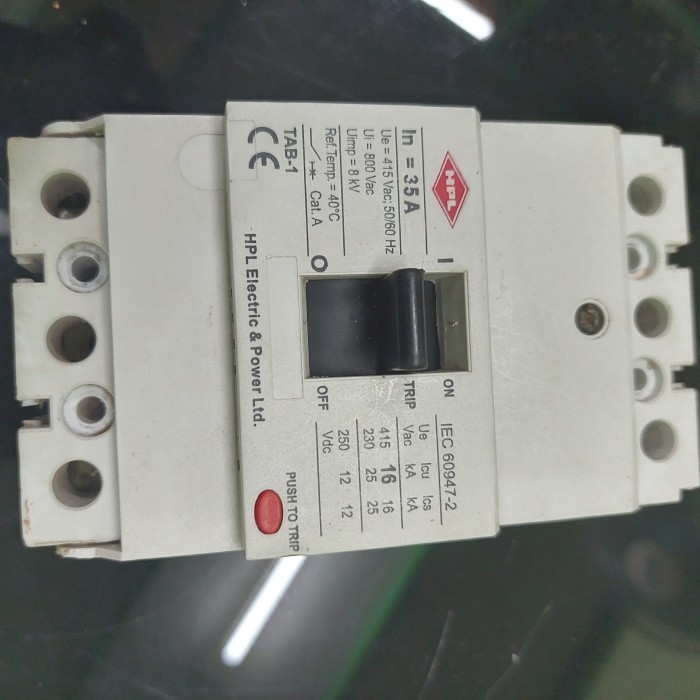 HPL
In = 35 A
Ue = 415 Vac; 50/60 Hz
Ui = 800 Vac
Uimp = 8 kV
Ref. Temp. = 40°C
Cat. A
TAB-1
CE
I
O
HPL Electric & Power Ltd.
ON
TRIP
OFF
IEC 60947-2
Ue Icu Ics
Vac kA kA
415 16 16
230 25 25
250 12 12
Vdc
PUSH TO TRIP